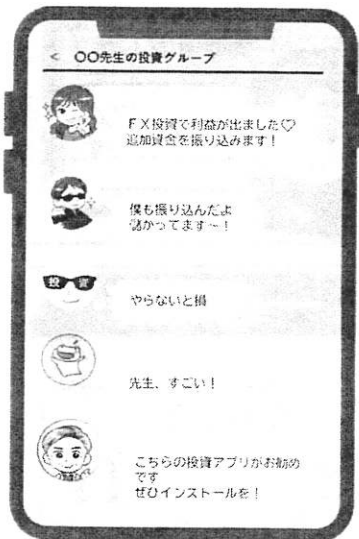 < 〇〇先生の投資グループ
FX投資で利益が出ました♡
追加資金を振り込みます！
僕も振り込んだよ
儲かってます〜！
投 資
やらないと損
先生、すごい！
こちらの投資アプリがお勧め
です
ぜひインストールを！